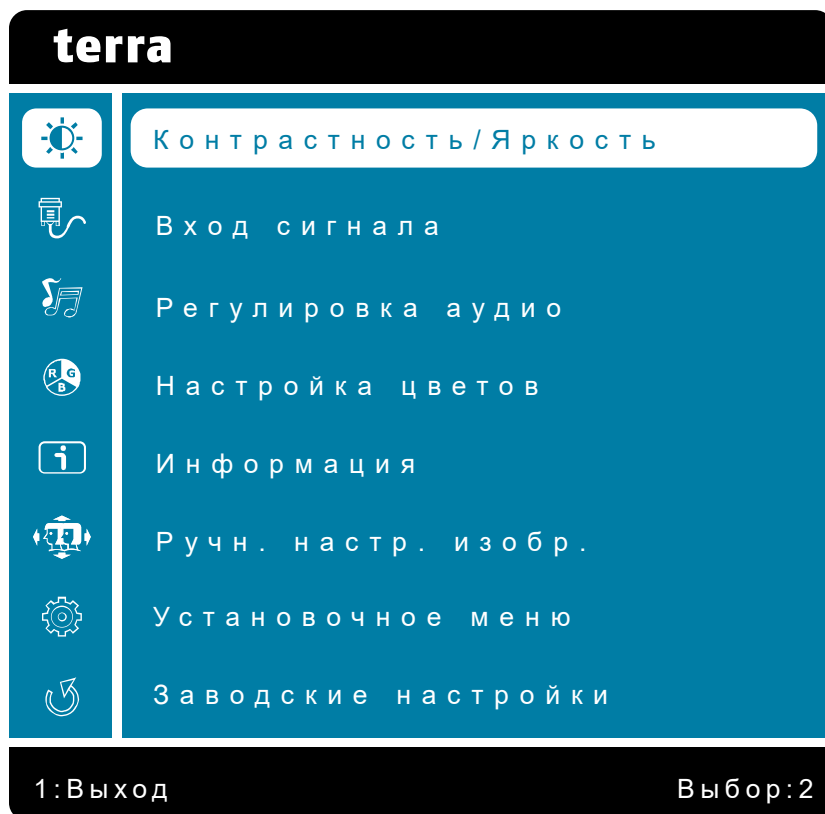 terra
Контрастность/Яркость
Вход сигнала
Регулировка аудио
R G
B
Настройка цветов
i
Информация
Ручн. настр. изобр.
Установочное меню
Заводские настройки
1:Выход Выбор:2